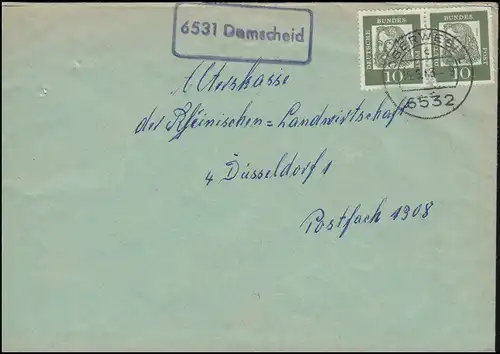 6531 Damscheid
DEUTSCHE BUNDES POST
10
DEUTSCHE BUNDES POST
10
OBERWESEL
6532
Alterskasse
der Rheinischen-Landwirtschaft
4 Düsseldorf 1
Postfach 1908